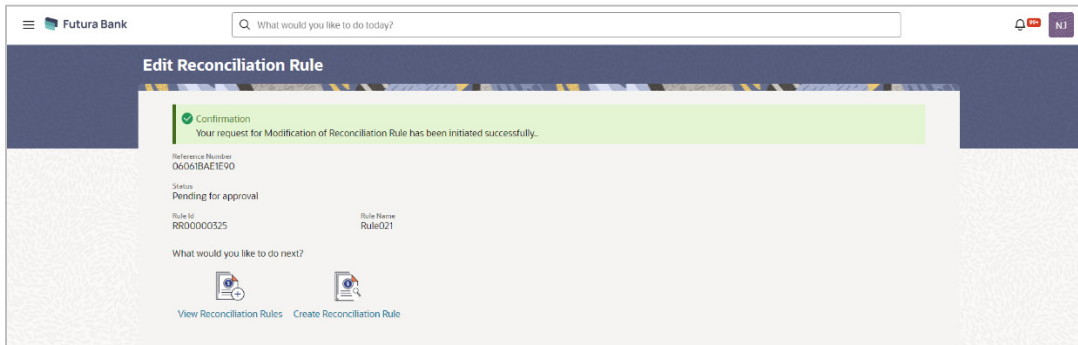 Futura Bank
What would you like to do today?
99+
NJ
Edit Reconciliation Rule
Confirmation
Your request for Modification of Reconciliation Rule has been initiated successfully..
Reference Number
06061BAE1E90
Status
Pending for approval
Rule Id Rule Name
RR00000325 Rule021
What would you like to do next?
View Reconciliation Rules Create Reconciliation Rule